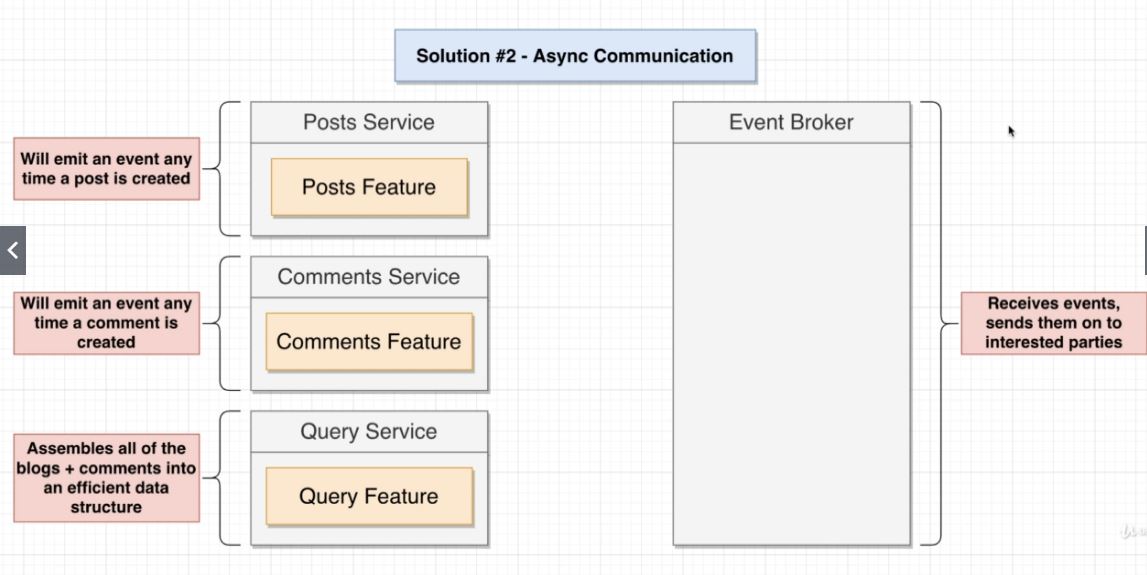 Solution #2 - Async Communication
Posts Service
Posts Feature
Will emit an event any
time a post is created
Comments Service
Comments Feature
Will emit an event any
time a comment is
created
Query Service
Query Feature
Assembles all of the
blogs + comments into
an efficient data
structure
Event Broker
Receives events,
sends them on to
interested parties